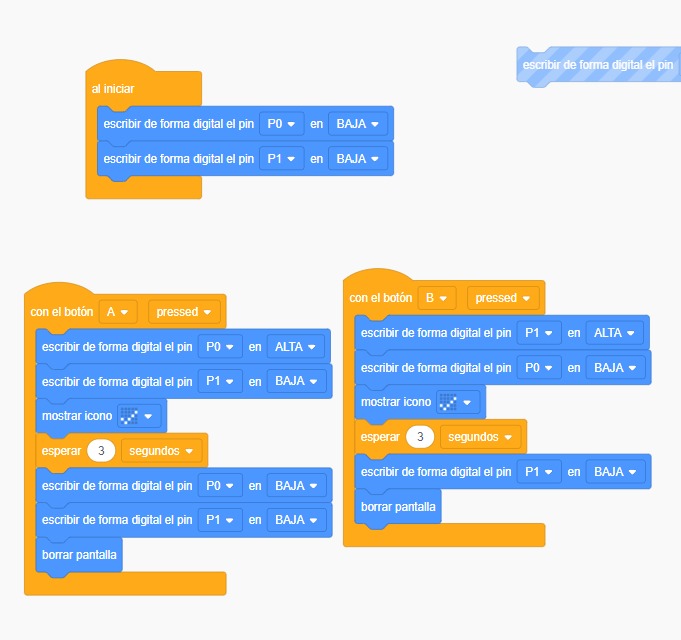 escribir de forma digital el pin
al iniciar
escribir de forma digital el pin P0 en BAJA
escribir de forma digital el pin P1 en BAJA
con el botón A pressed
escribir de forma digital el pin P0 en ALTA
escribir de forma digital el pin P1 en BAJA
mostrar icono
esperar 3 segundos
escribir de forma digital el pin P0 en BAJA
escribir de forma digital el pin P1 en BAJA
borrar pantalla
con el botón B pressed
escribir de forma digital el pin P1 en ALTA
escribir de forma digital el pin P0 en BAJA
mostrar icono
esperar 3 segundos
escribir de forma digital el pin P1 en BAJA
borrar pantalla